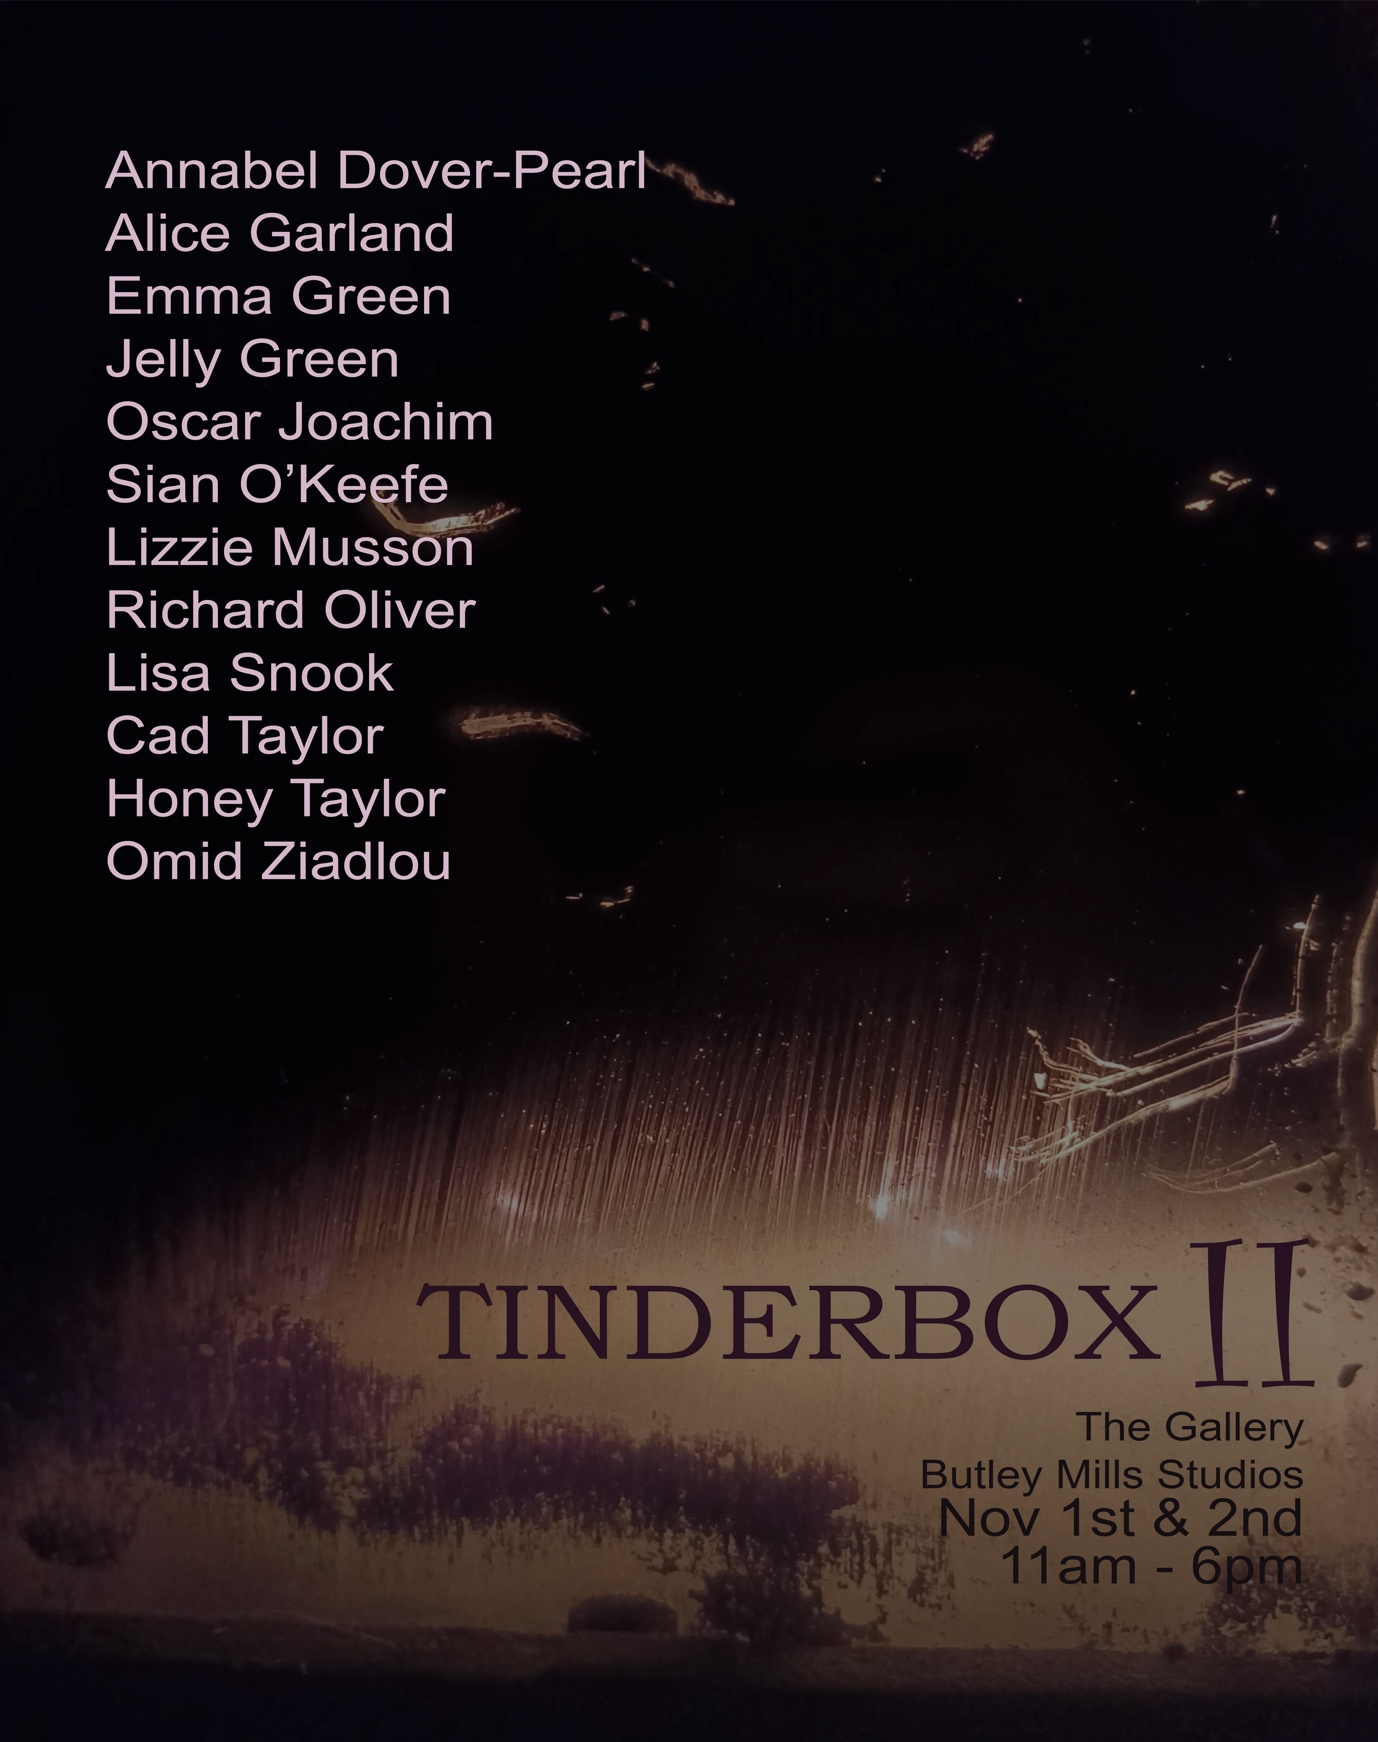 Annabel Dover-Pearl
Alice Garland
Emma Green
Jelly Green
Oscar Joachim
Sian O’Keefe
Lizzie Musson
Richard Oliver
Lisa Snook
Cad Taylor
Honey Taylor
Omid Ziadlou
TINDERBOX II
The Gallery
Butley Mills Studios
Nov 1st & 2nd
11am - 6pm